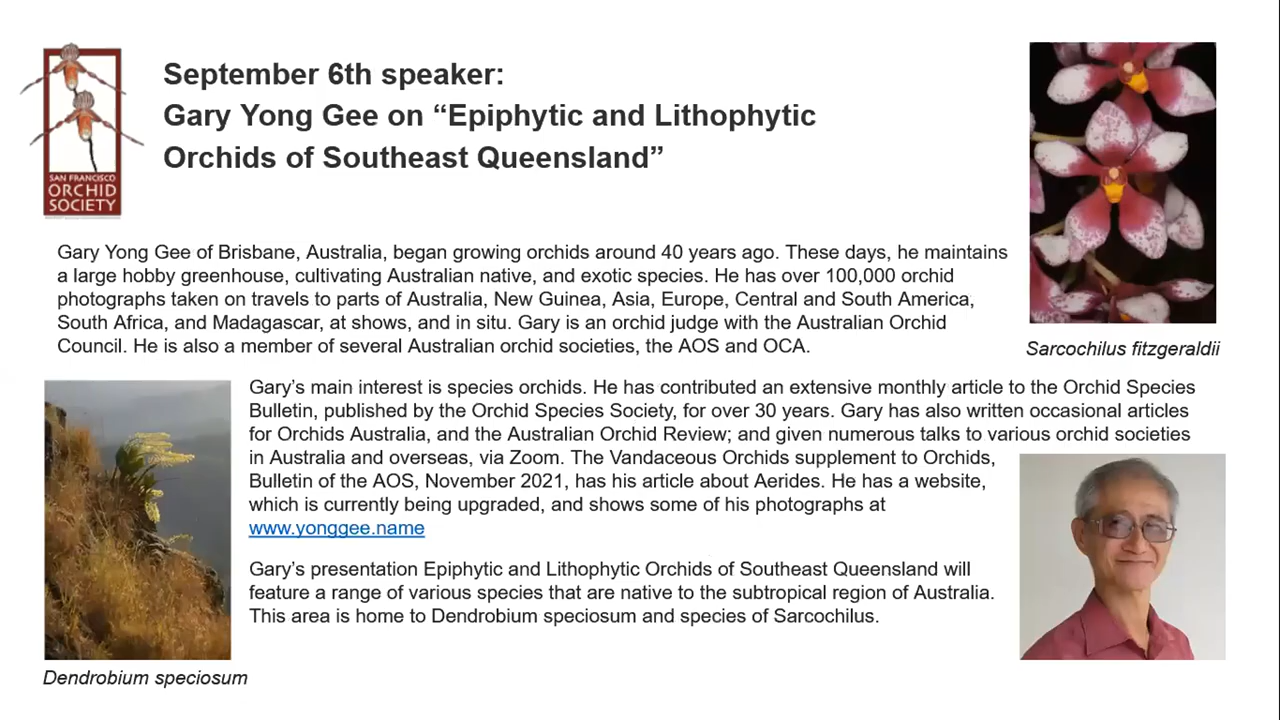 September 6th speaker:
Gary Yong Gee on “Epiphytic and Lithophytic
Orchids of Southeast Queensland”
SAN FRANCISCO
ORCHID
SOCIETY
Gary Yong Gee of Brisbane, Australia, began growing orchids around 40 years ago. These days, he maintains
a large hobby greenhouse, cultivating Australian native, and exotic species. He has over 100,000 orchid
photographs taken on travels to parts of Australia, New Guinea, Asia, Europe, Central and South America,
South Africa, and Madagascar, at shows, and in situ. Gary is an orchid judge with the Australian Orchid
Council. He is also a member of several Australian orchid societies, the AOS and OCA.
Sarcochilus fitzgeraldii
Gary’s main interest is species orchids. He has contributed an extensive monthly article to the Orchid Species
Bulletin, published by the Orchid Species Society, for over 30 years. Gary has also written occasional articles
for Orchids Australia, and the Australian Orchid Review; and given numerous talks to various orchid societies
in Australia and overseas, via Zoom. The Vandaceous Orchids supplement to Orchids,
Bulletin of the AOS, November 2021, has his article about Aerides. He has a website,
which is currently being upgraded, and shows some of his photographs at
www.yonggee.name
Gary’s presentation Epiphytic and Lithophytic Orchids of Southeast Queensland will
feature a range of various species that are native to the subtropical region of Australia.
This area is home to Dendrobium speciosum and species of Sarcochilus.
Dendrobium speciosum